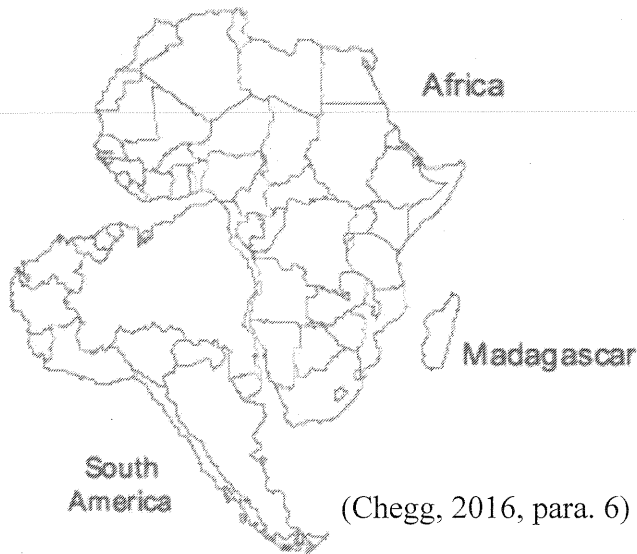 Africa
Madagascar
South
America
(Chegg, 2016, para. 6)